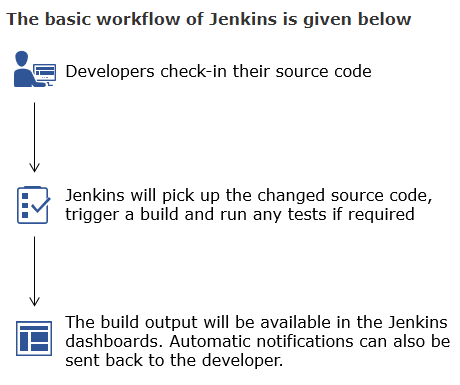 The basic workflow of Jenkins is given below
Developers check-in their source code
Jenkins will pick up the changed source code,
trigger a build and run any tests if required
The build output will be available in the Jenkins
dashboards. Automatic notifications can also be
sent back to the developer.